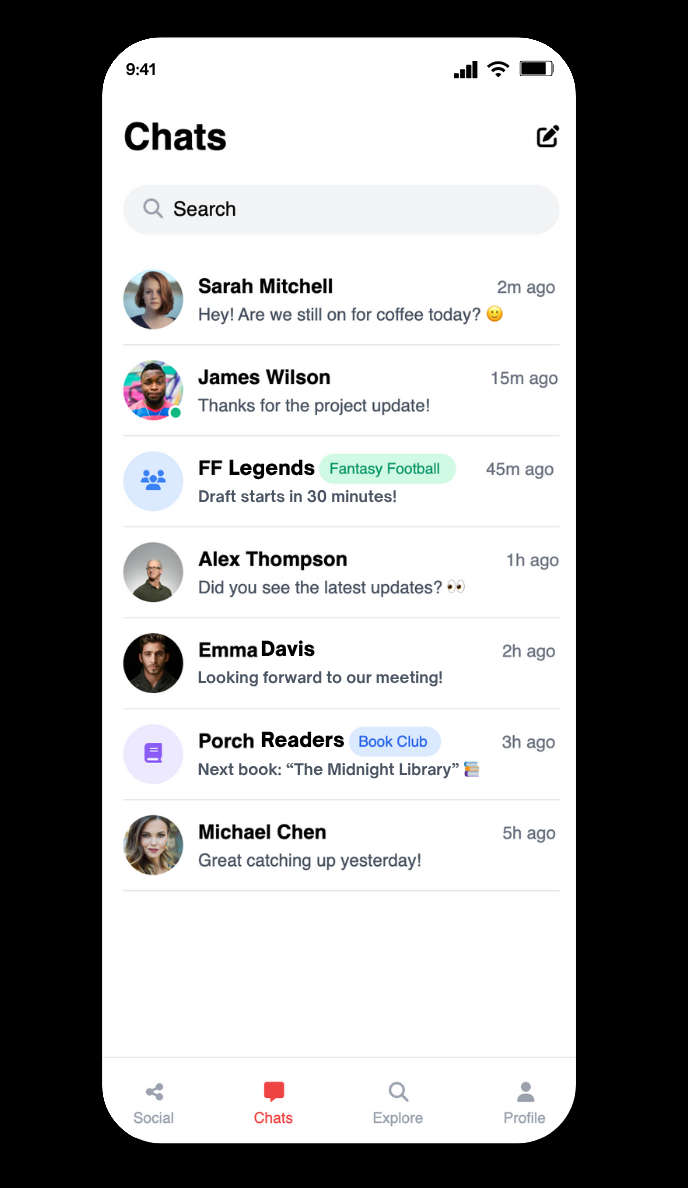 9:41
Chats
Search
Sarah Mitchell 2m ago
Hey! Are we still on for coffee today? 🙂
James Wilson 15m ago
Thanks for the project update!
FF Legends Fantasy Football 45m ago
Draft starts in 30 minutes!
Alex Thompson 1h ago
Did you see the latest updates? 👀
Emma Davis 2h ago
Looking forward to our meeting!
Porch Readers Book Club 3h ago
Next book: “The Midnight Library” 📚
Michael Chen 5h ago
Great catching up yesterday!
Social Chats Explore Profile